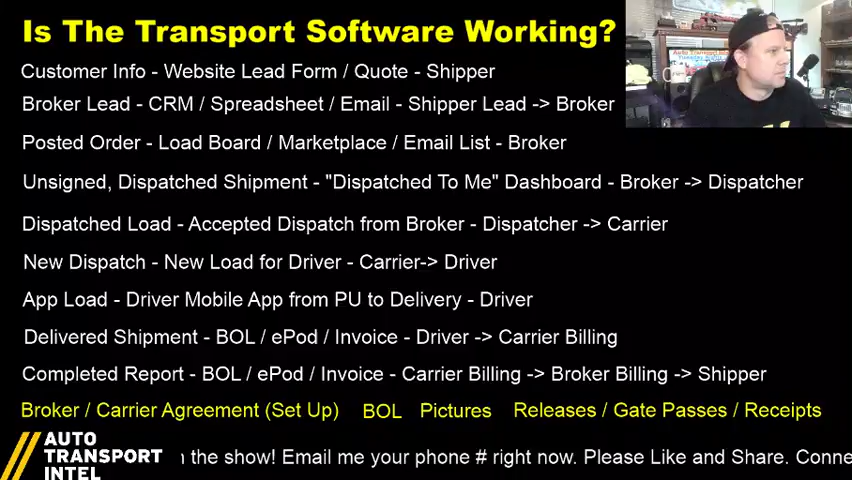 Is The Transport Software Working?
Customer Info - Website Lead Form / Quote - Shipper
Broker Lead - CRM / Spreadsheet / Email - Shipper Lead -> Broker
Posted Order - Load Board / Marketplace / Email List - Broker
Unsigned, Dispatched Shipment - "Dispatched To Me" Dashboard - Broker -> Dispatcher
Dispatched Load - Accepted Dispatch from Broker - Dispatcher -> Carrier
New Dispatch - New Load for Driver - Carrier-> Driver
App Load - Driver Mobile App from PU to Delivery - Driver
Delivered Shipment - BOL / ePod / Invoice - Driver -> Carrier Billing
Completed Report - BOL / ePod / Invoice - Carrier Billing -> Broker Billing -> Shipper
Broker / Carrier Agreement (Set Up) BOL Pictures Releases / Gate Passes / Receipts
AUTO
TRANSPORT
INTEL
the show! Email me your phone # right now. Please Like and Share. Conne